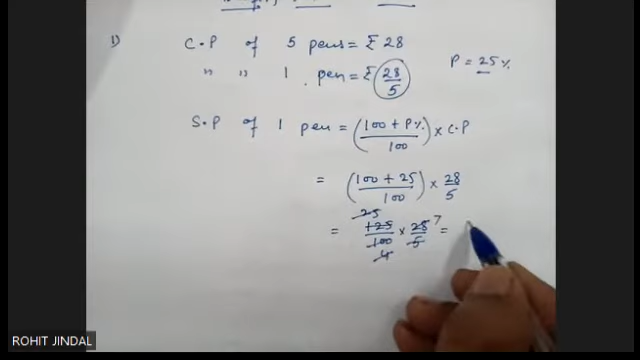 1) C.P of 5 pens = ₹ 28
" " 1 pen = ₹ 28/5
P = 25 %
S.P of 1 pen = (100 + P% / 100) × C.P
= (100 + 25 / 100) × 28/5
= 125/100 × 28/5 =
25 4 7
ROHIT JINDAL